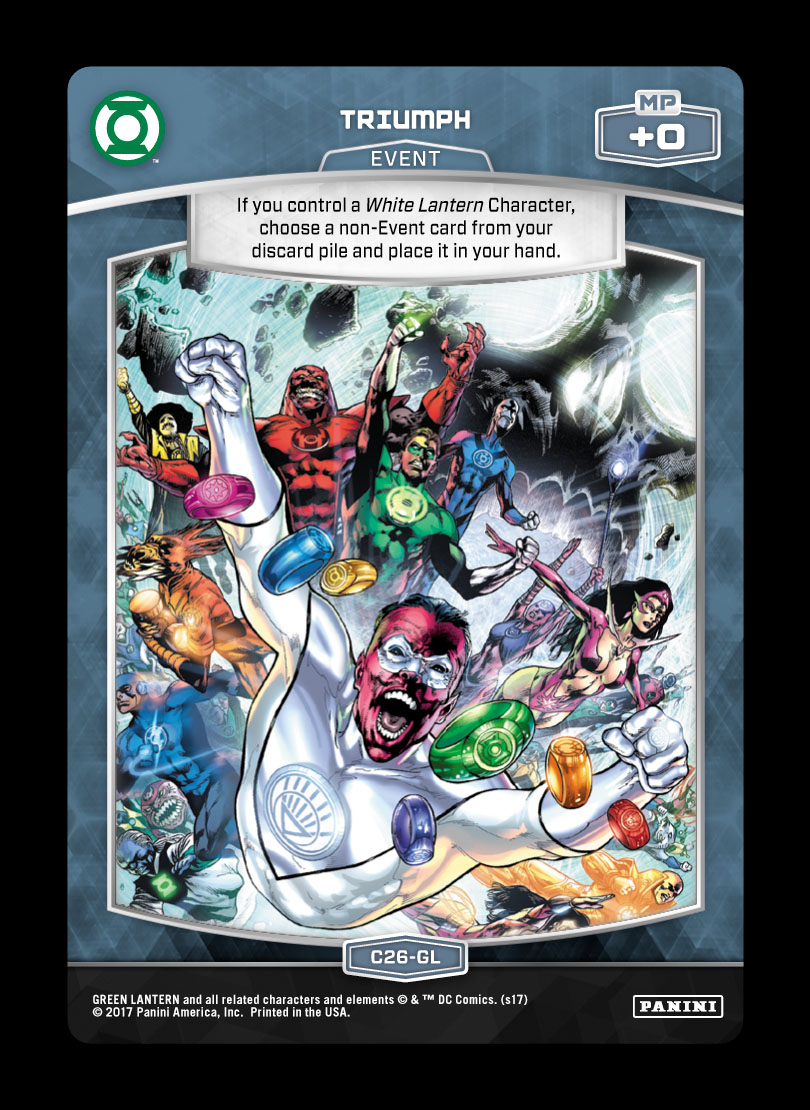 TRIUMPH
MP
+0
EVENT
If you control a White Lantern Character,
choose a non-Event card from your
discard pile and place it in your hand.
C26-GL
GREEN LANTERN and all related characters and elements © & ™ DC Comics. (s17)
© 2017 Panini America, Inc. Printed in the USA.
PANINI